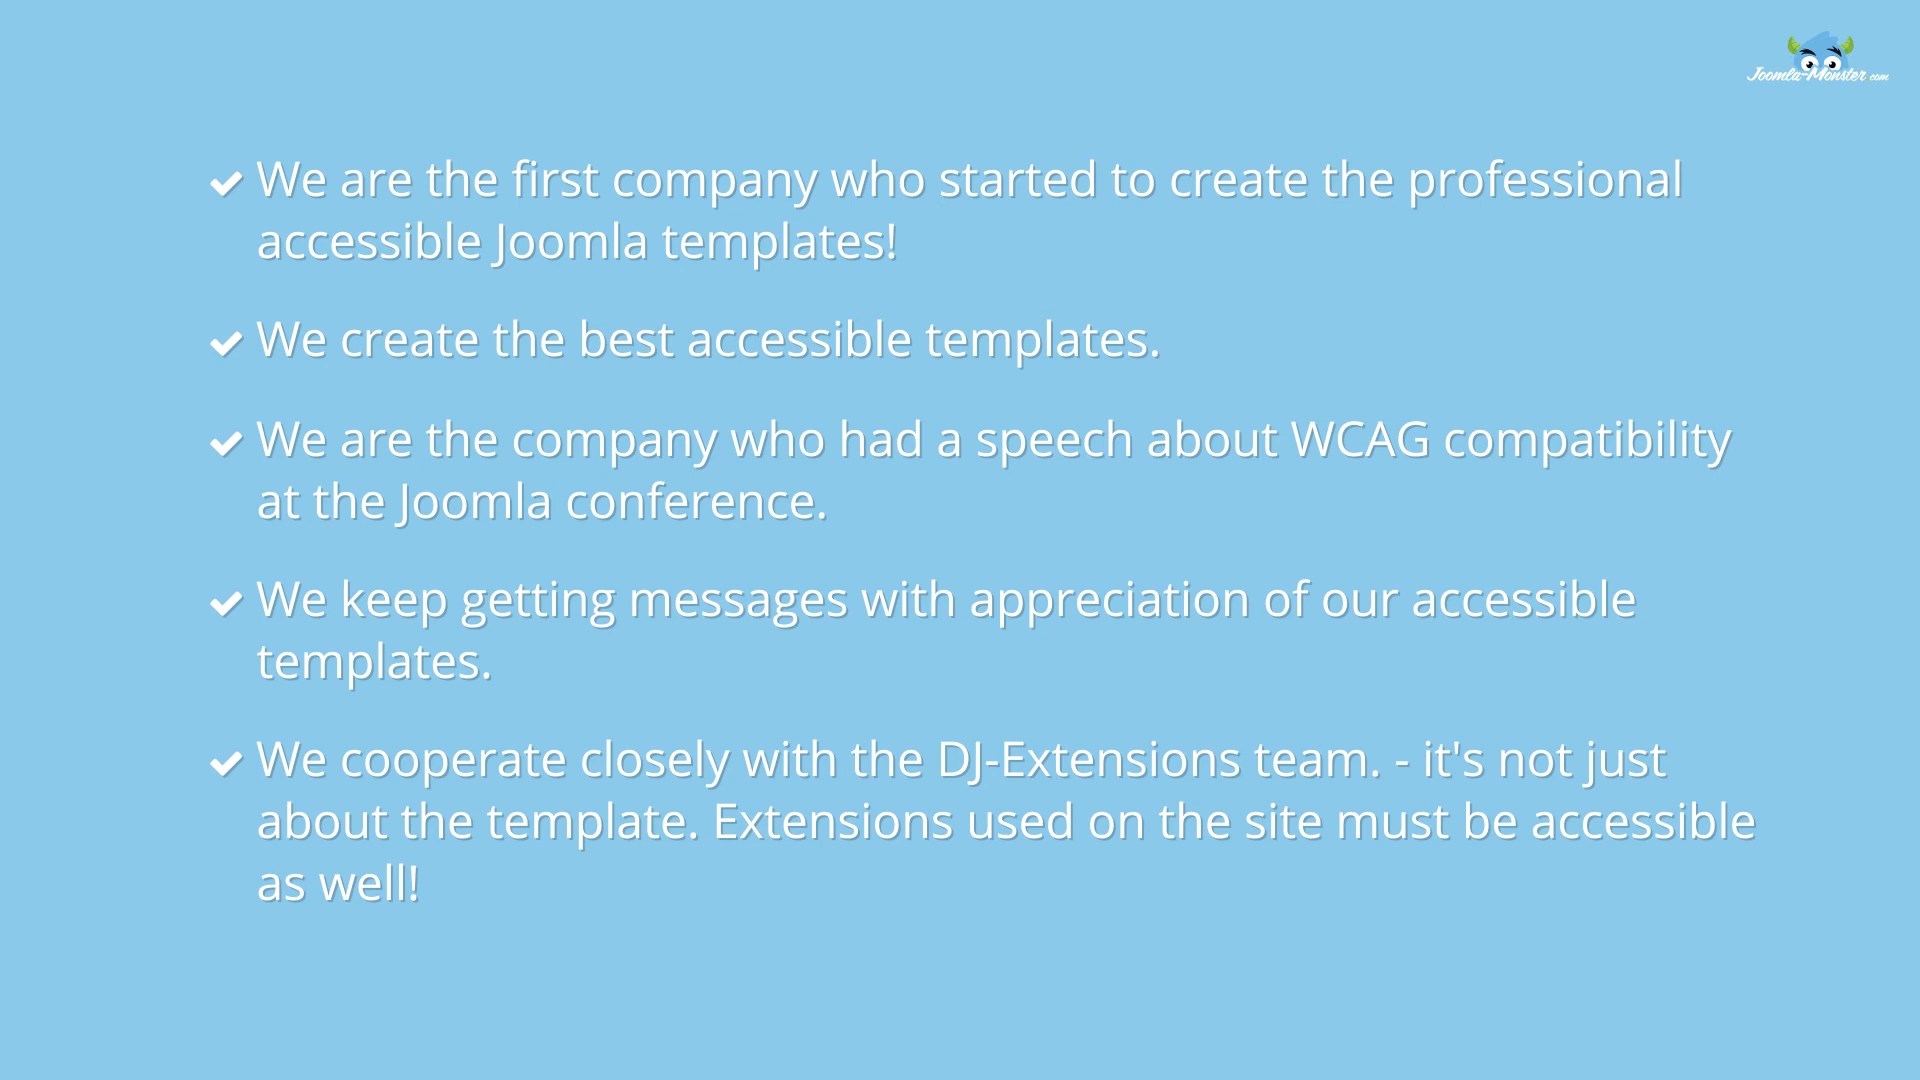 Joomla-Monster.com
We are the first company who started to create the professional
accessible Joomla templates!
We create the best accessible templates.
We are the company who had a speech about WCAG compatibility
at the Joomla conference.
We keep getting messages with appreciation of our accessible
templates.
We cooperate closely with the DJ-Extensions team. - it's not just
about the template. Extensions used on the site must be accessible
as well!